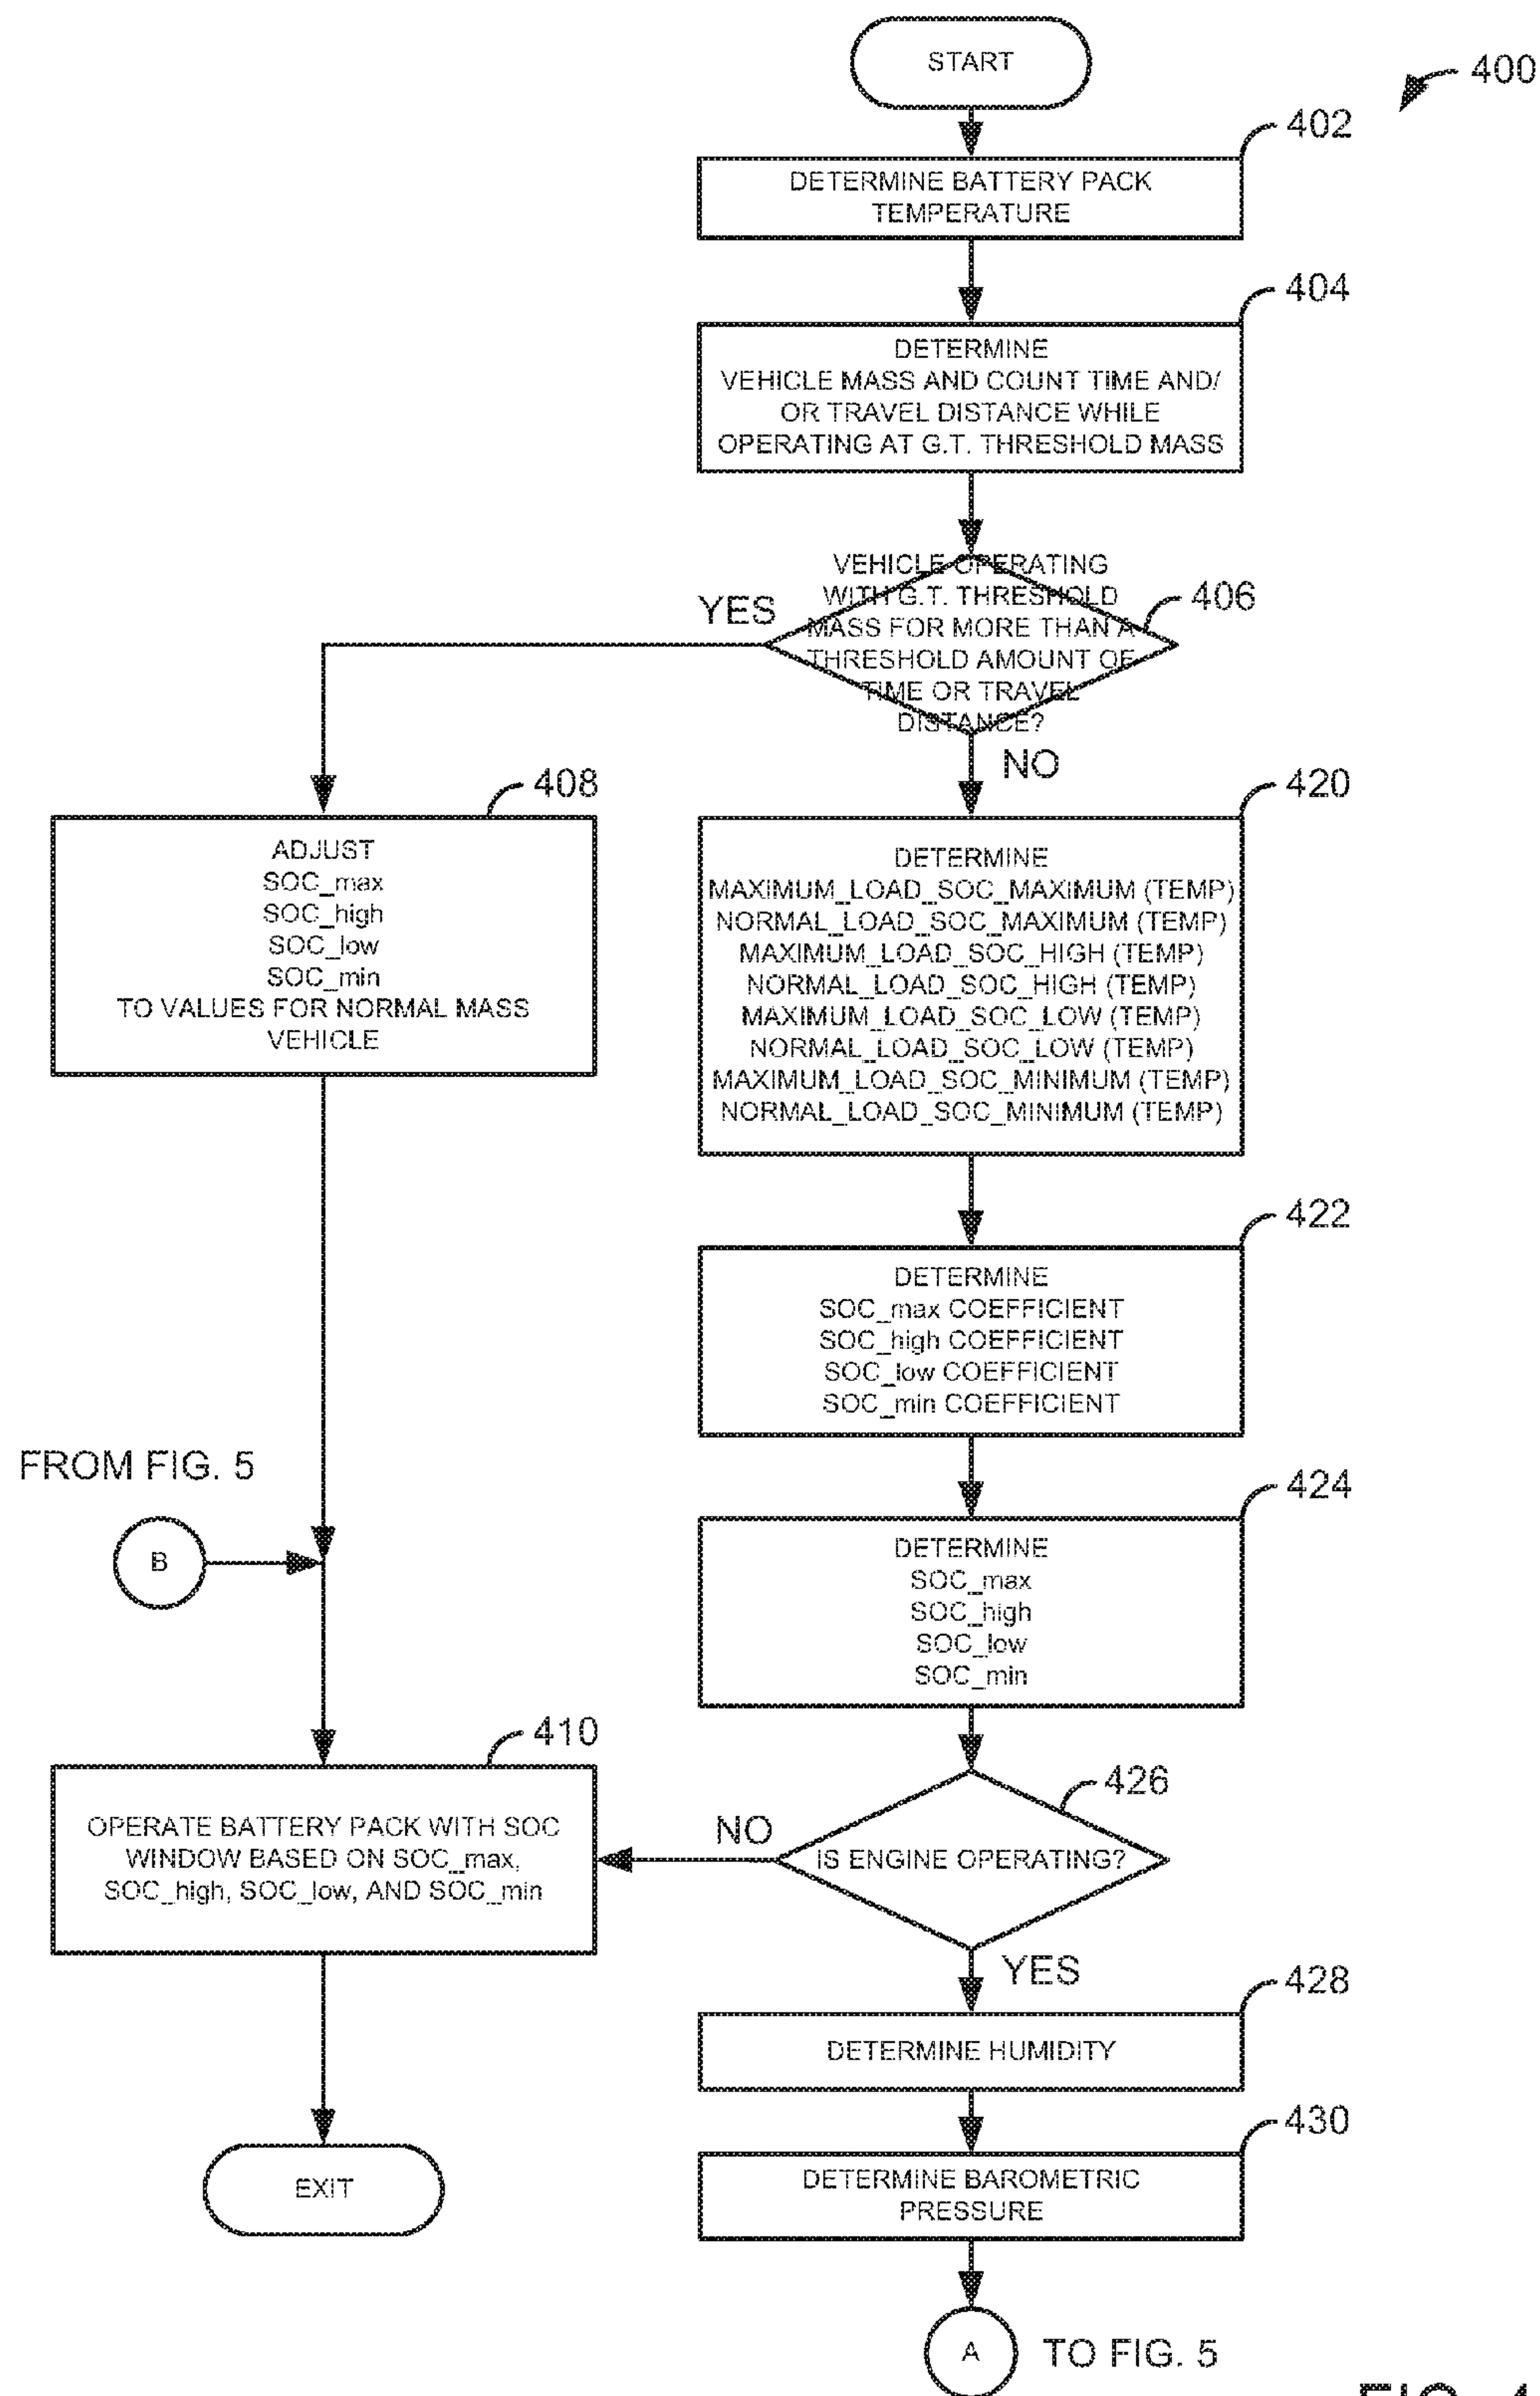 START
400
402
DETERMINE BATTERY PACK
TEMPERATURE
404
DETERMINE
VEHICLE MASS AND COUNT TIME AND/
OR TRAVEL DISTANCE WHILE
OPERATING AT G.T. THRESHOLD MASS
VEHICLE OPERATING
WITH G.T. THRESHOLD
MASS FOR MORE THAN A
THRESHOLD AMOUNT OF
TIME OR TRAVEL
DISTANCE?
406
YES
NO
408
ADJUST
SOC_max
SOC_high
SOC_low
SOC_min
TO VALUES FOR NORMAL MASS
VEHICLE
420
DETERMINE
MAXIMUM_LOAD_SOC_MAXIMUM (TEMP)
NORMAL_LOAD_SOC_MAXIMUM (TEMP)
MAXIMUM_LOAD_SOC_HIGH (TEMP)
NORMAL_LOAD_SOC_HIGH (TEMP)
MAXIMUM_LOAD_SOC_LOW (TEMP)
NORMAL_LOAD_SOC_LOW (TEMP)
MAXIMUM_LOAD_SOC_MINIMUM (TEMP)
NORMAL_LOAD_SOC_MINIMUM (TEMP)
422
DETERMINE
SOC_max COEFFICIENT
SOC_high COEFFICIENT
SOC_low COEFFICIENT
SOC_min COEFFICIENT
FROM FIG. 5
B
424
DETERMINE
SOC_max
SOC_high
SOC_low
SOC_min
410
OPERATE BATTERY PACK WITH SOC
WINDOW BASED ON SOC_max,
SOC_high, SOC_low, AND SOC_min
426
NO
IS ENGINE OPERATING?
YES
428
DETERMINE HUMIDITY
430
DETERMINE BAROMETRIC
PRESSURE
EXIT
A
TO FIG. 5
FIG. 4